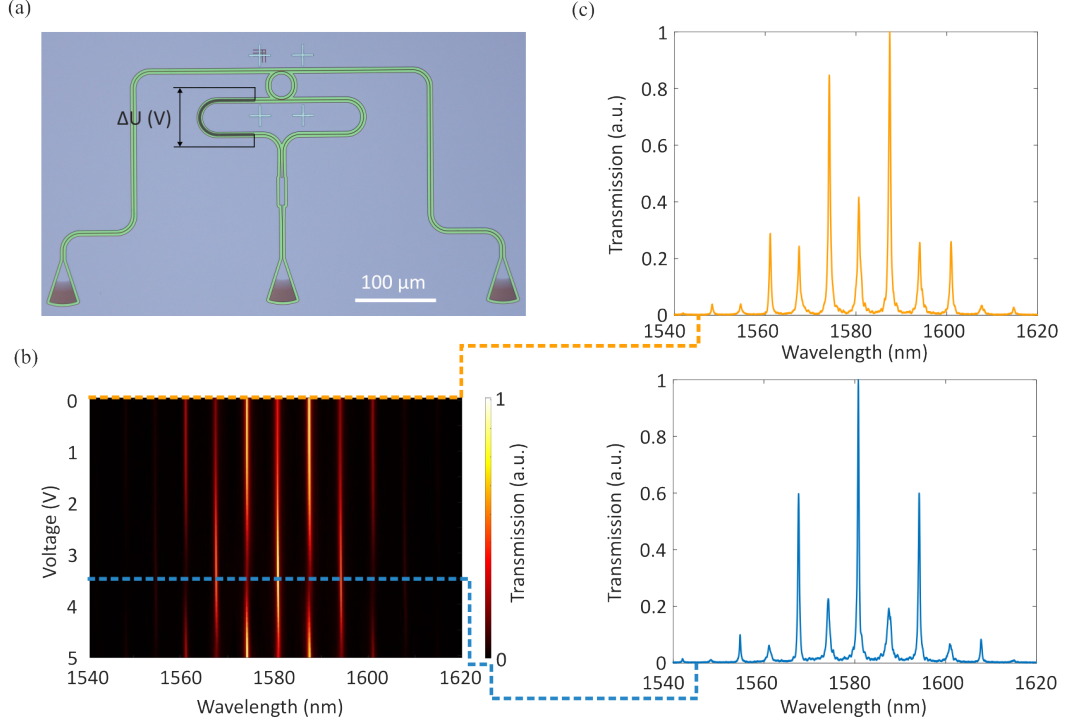 (a)
ΔU (V)
100 µm
(b)
0
1
2
3
4
5
Voltage (V)
1540
1560
1580
1600
1620
Wavelength (nm)
1
0
Transmission (a.u.)
(c)
1
0.8
0.6
0.4
0.2
0
Transmission (a.u.)
1540
1560
1580
1600
1620
Wavelength (nm)
1
0.8
0.6
0.4
0.2
0
Transmission (a.u.)
1540
1560
1580
1600
1620
Wavelength (nm)